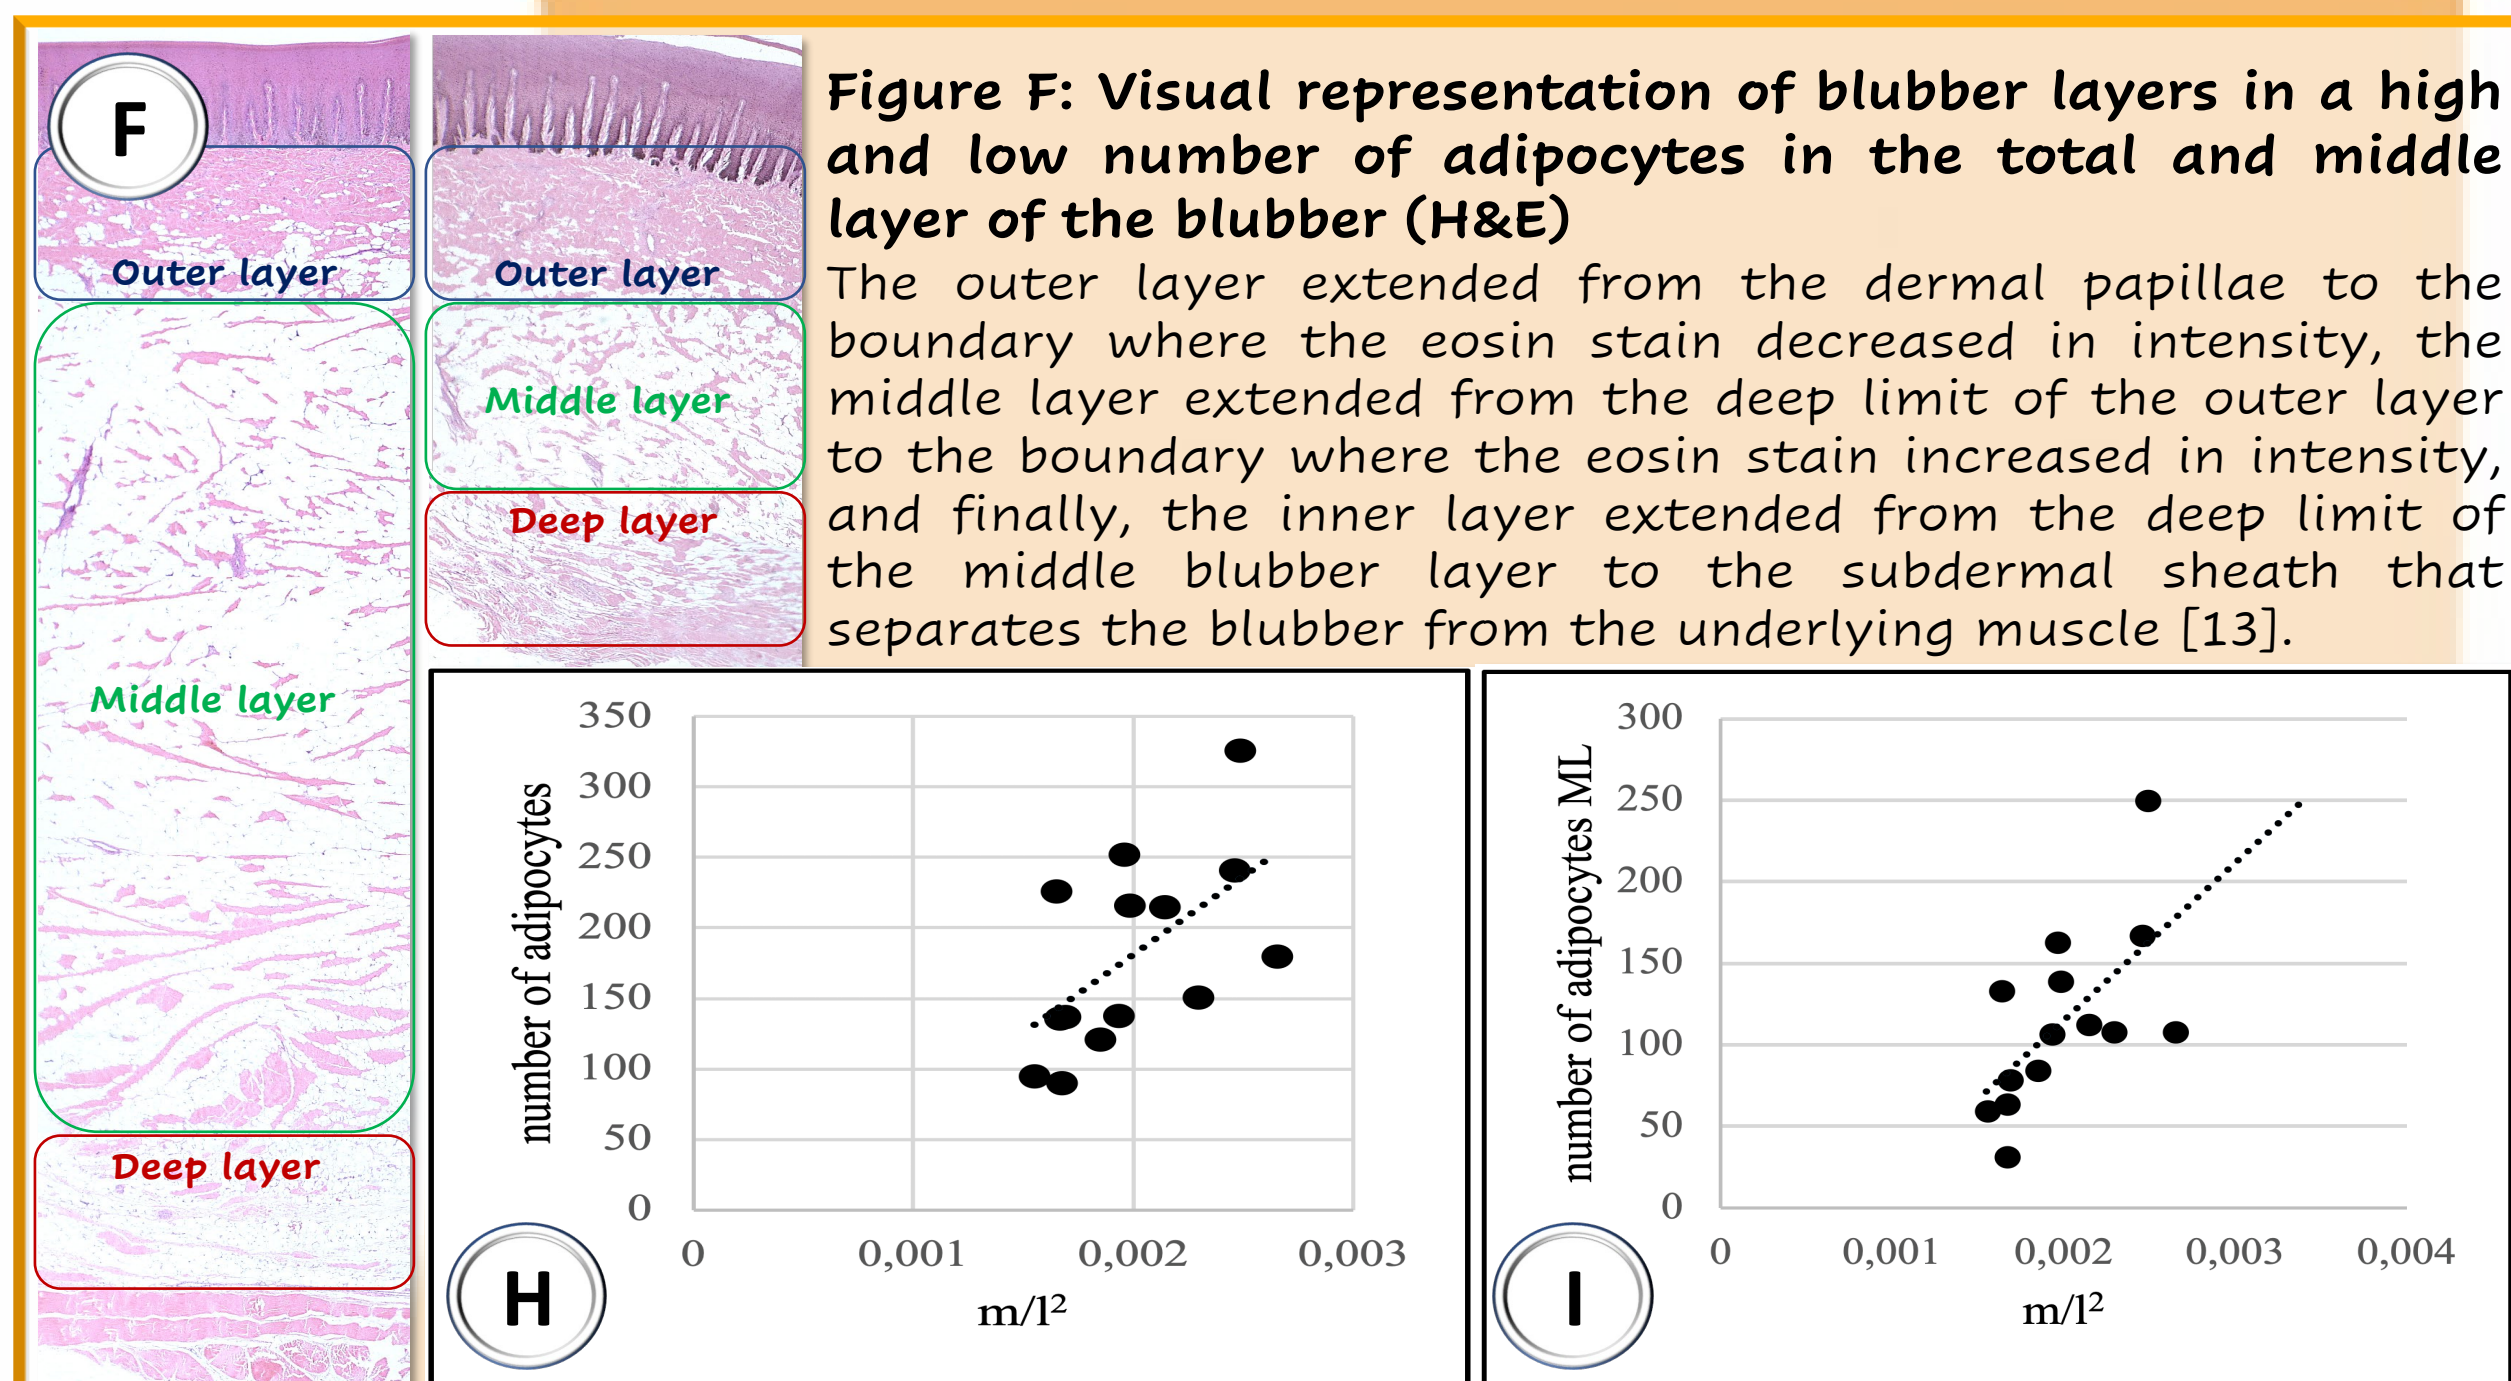 F
Outer layer
Middle layer
Deep layer
Outer layer
Middle layer
Deep layer
Figure F: Visual representation of blubber layers in a high
and low number of adipocytes in the total and middle
layer of the blubber (H&E)
The outer layer extended from the dermal papillae to the
boundary where the eosin stain decreased in intensity, the
middle layer extended from the deep limit of the outer layer
to the boundary where the eosin stain increased in intensity,
and finally, the inner layer extended from the deep limit of
the middle blubber layer to the subdermal sheath that
separates the blubber from the underlying muscle [13].
number of adipocytes
350
300
250
200
150
100
50
0
0 0,001 0,002 0,003
m/l²
H
number of adipocytes ML
300
250
200
150
100
50
0
0 0,001 0,002 0,003 0,004
m/l²
I